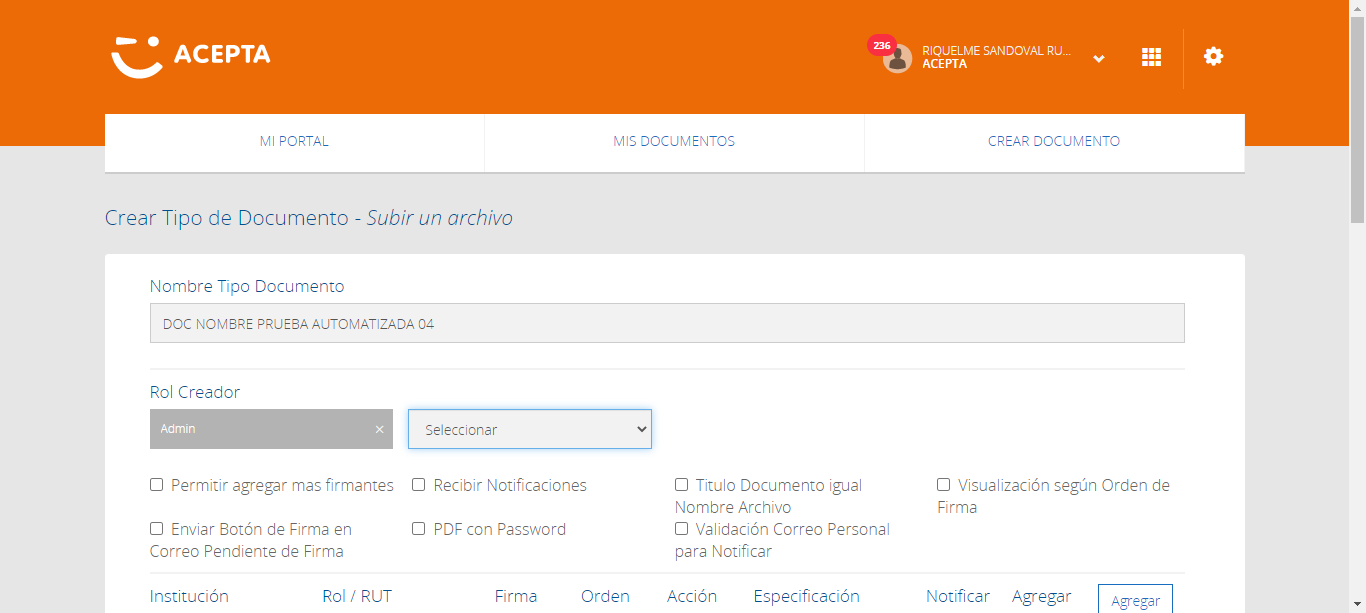 ACEPTA
236
RIQUELME SANDOVAL RU...
ACEPTA
MI PORTAL
MIS DOCUMENTOS
CREAR DOCUMENTO
Crear Tipo de Documento - Subir un archivo
Nombre Tipo Documento
DOC NOMBRE PRUEBA AUTOMATIZADA 04
Rol Creador
Admin ×
Seleccionar
Permitir agregar mas firmantes
Recibir Notificaciones
Titulo Documento igual
Nombre Archivo
Visualización según Orden de
Firma
Enviar Botón de Firma en
Correo Pendiente de Firma
PDF con Password
Validación Correo Personal
para Notificar
Institución Rol / RUT Firma Orden Acción Especificación Notificar Agregar Agregar